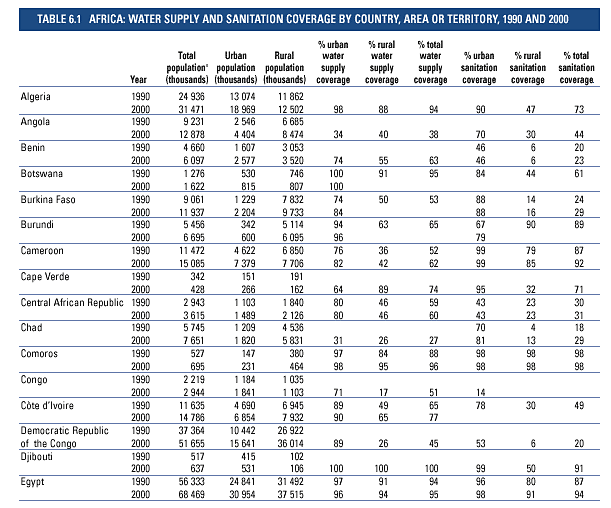 TABLE 6.1 AFRICA: WATER SUPPLY AND SANITATION COVERAGE BY COUNTRY, AREA OR TERRITORY, 1990 AND 2000
% urban % rural % total
Total Urban Rural water water water % urban % rural % total
population* population population supply supply supply sanitation sanitation sanitation
Year (thousands) (thousands) (thousands) coverage coverage coverage coverage coverage coverage
Algeria 1990 24 936 13 074 11 862
2000 31 471 18 969 12 502 98 88 94 90 47 73
Angola 1990 9 231 2 546 6 685
2000 12 878 4 404 8 474 34 40 38 70 30 44
Benin 1990 4 660 1 607 3 053 46 6 20
2000 6 097 2 577 3 520 74 55 63 46 6 23
Botswana 1990 1 276 530 746 100 91 95 84 44 61
2000 1 622 815 807 100
Burkina Faso 1990 9 061 1 229 7 832 74 50 53 88 14 24
2000 11 937 2 204 9 733 84 88 16 29
Burundi 1990 5 456 342 5 114 94 63 65 67 90 89
2000 6 695 600 6 095 96 79
Cameroon 1990 11 472 4 622 6 850 76 36 52 99 79 87
2000 15 085 7 379 7 706 82 42 62 99 85 92
Cape Verde 1990 342 151 191
2000 428 266 162 64 89 74 95 32 71
Central African Republic 1990 2 943 1 103 1 840 80 46 59 43 23 30
2000 3 615 1 489 2 126 80 46 60 43 23 31
Chad 1990 5 745 1 209 4 536 70 4 18
2000 7 651 1 820 5 831 31 26 27 81 13 29
Comoros 1990 527 147 380 97 84 88 98 98 98
2000 695 231 464 98 95 96 98 98 98
Congo 1990 2 219 1 184 1 035
2000 2 944 1 841 1 103 71 17 51 14
Côte d'Ivoire 1990 11 635 4 690 6 945 89 49 65 78 30 49
2000 14 786 6 854 7 932 90 65 77
Democratic Republic 1990 37 364 10 442 26 922
of the Congo 2000 51 655 15 641 36 014 89 26 45 53 6 20
Djibouti 1990 517 415 102
2000 637 531 106 100 100 100 99 50 91
Egypt 1990 56 333 24 841 31 492 97 91 94 96 80 87
2000 68 469 30 954 37 515 96 94 95 98 91 94